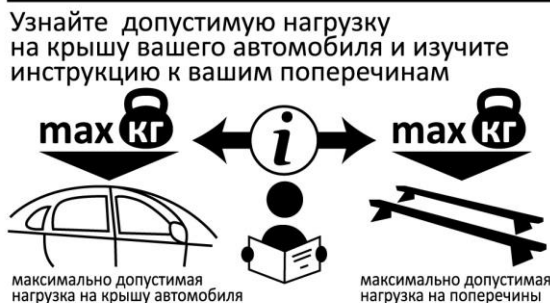 Узнайте допустимую нагрузку
на крышу вашего автомобиля и изучите
инструкцию к вашим поперечинам
max КГ
i
max КГ
максимально допустимая
нагрузка на крышу автомобиля
максимально допустимая
нагрузка на поперечины